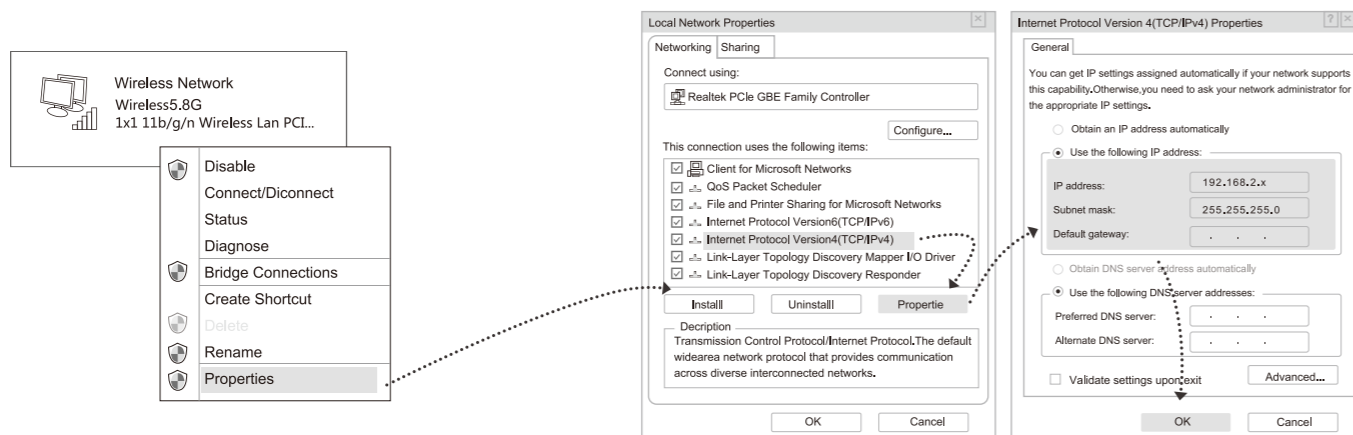 Wireless Network
Wireless5.8G
1x1 11b/g/n Wireless Lan PCI...
Disable
Connect/Diconnect
Status
Diagnose
Bridge Connections
Create Shortcut
Delete
Rename
Properties
Local Network Properties
Networking Sharing
Connect using:
Realtek PCIe GBE Family Controller
Configure...
This connection uses the following items:
Client for Microsoft Networks
QoS Packet Scheduler
File and Printer Sharing for Microsoft Networks
Internet Protocol Version6(TCP/IPv6)
Internet Protocol Version4(TCP/IPv4)
Link-Layer Topology Discovery Mapper I/O Driver
Link-Layer Topology Discovery Responder
Install Uninstall Propertie
Decription
Transmission Control Protocol/Internet Protocol.The default
widearea network protocol that provides communication
across diverse interconnected networks.
OK Cancel
Internet Protocol Version 4(TCP/IPv4) Properties
General
You can get IP settings assigned automatically if your network supports
this capability.Otherwise,you need to ask your network administrator for
the appropriate IP settings.
Obtain an IP address automatically
Use the following IP address:
IP address: 192.168.2.x
Subnet mask: 255.255.255.0
Default gateway: . . .
Obtain DNS server address automatically
Use the following DNS server addresses:
Preferred DNS server: . . .
Alternate DNS server: . . .
Validate settings upon exit Advanced...
OK Cancel